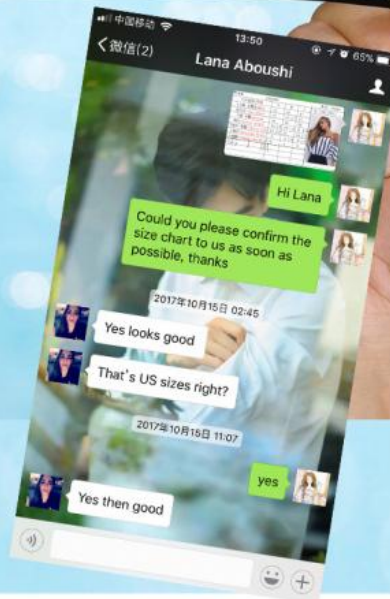 中国移动
13:50
65%
微信(2)
Lana Aboushi
Hi Lana
Could you please confirm the
size chart to us as soon as
possible, thanks
2017年10月15日 02:45
Yes looks good
That's US sizes right?
2017年10月15日 11:07
yes
Yes then good